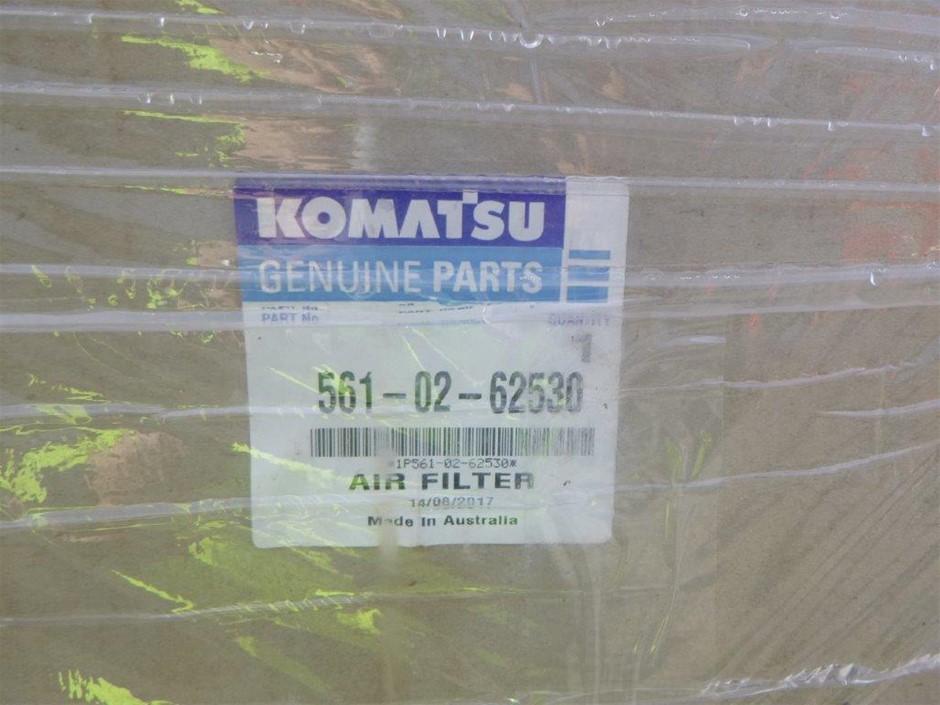 KOMATSU
GENUINE PARTS
PART No
QUANTITY
1
561-02-62530
*1P561-02-62530*
AIR FILTER
14/08/2017
Made In Australia